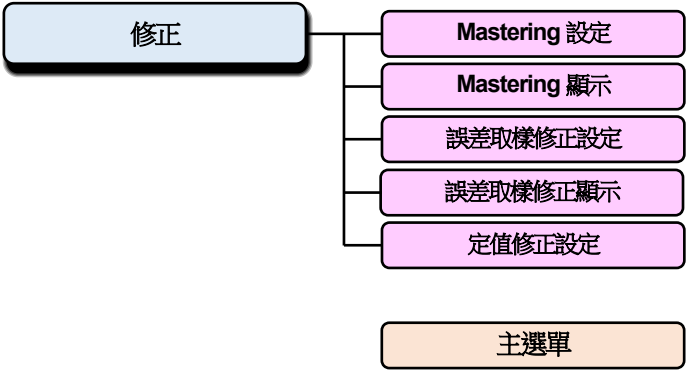 修正
Mastering 設定
Mastering 顯示
誤差取樣修正設定
誤差取樣修正顯示
定值修正設定
主選單